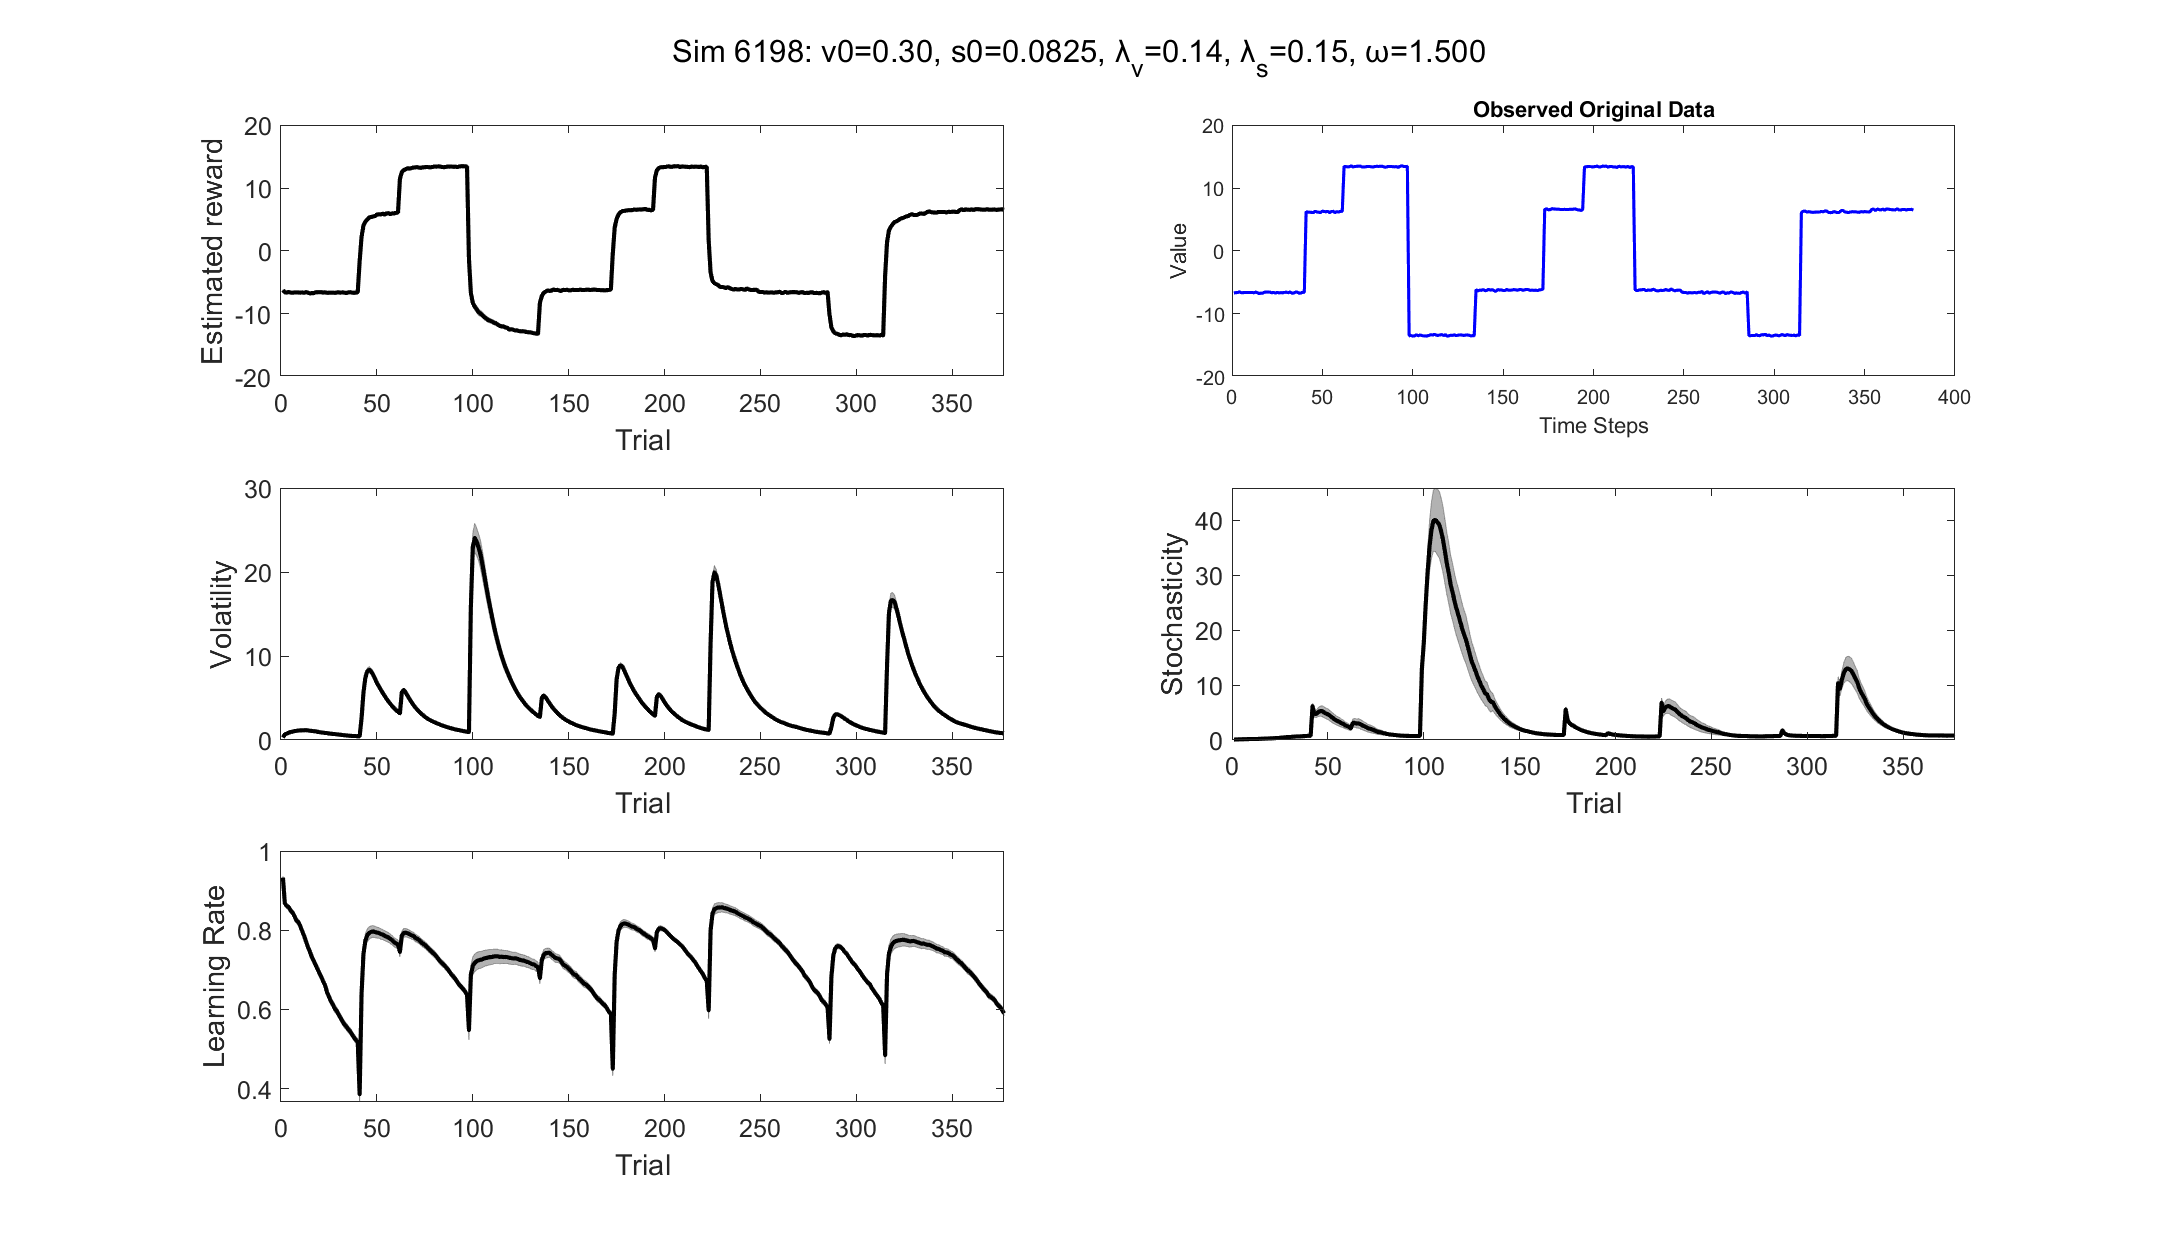 Sim 6198: v0=0.30, s0=0.0825, λ_v=0.14, λ_s=0.15, ω=1.500
Estimated reward
20
10
0
-10
-20
0 50 100 150 200 250 300 350
Trial
Observed Original Data
Value
20
10
0
-10
-20
0 50 100 150 200 250 300 350 400
Time Steps
Volatility
30
20
10
0
0 50 100 150 200 250 300 350
Trial
Stochasticity
40
30
20
10
0
0 50 100 150 200 250 300 350
Trial
Learning Rate
1
0.8
0.6
0.4
0 50 100 150 200 250 300 350
Trial